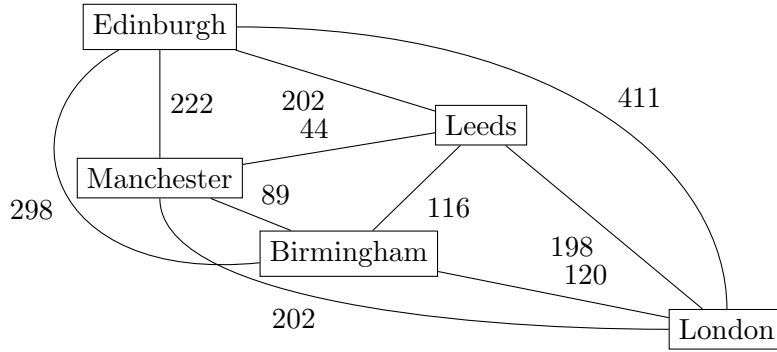 Edinburgh
411
202
222
44
Leeds
Manchester
89
298
116
Birmingham
198
120
202
London